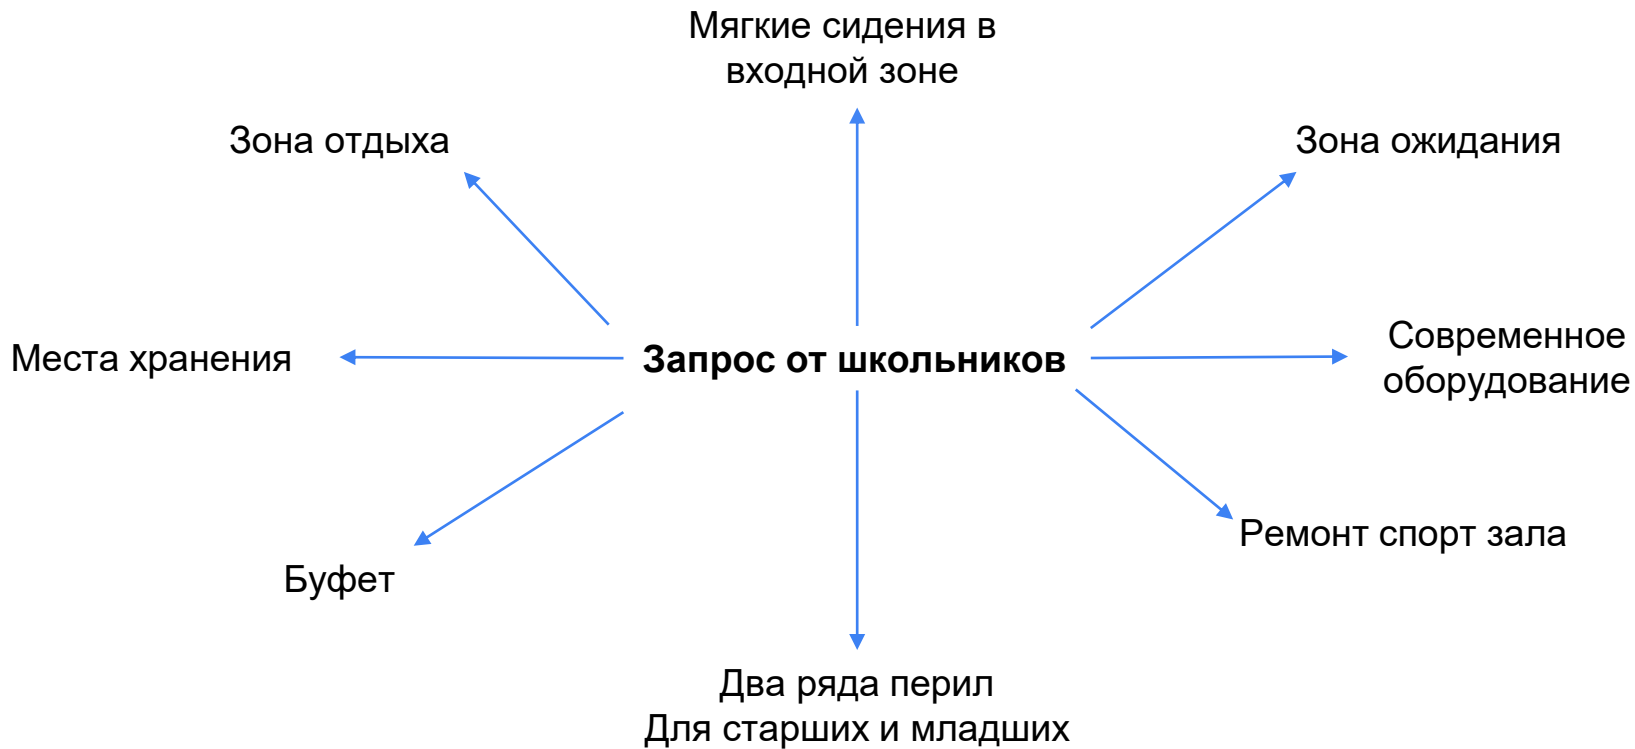 Мягкие сидения в
входной зоне
Зона отдыха
Зона ожидания
Места хранения
Запрос от школьников
Современное
оборудование
Буфет
Ремонт спорт зала
Два ряда перил
Для старших и младших